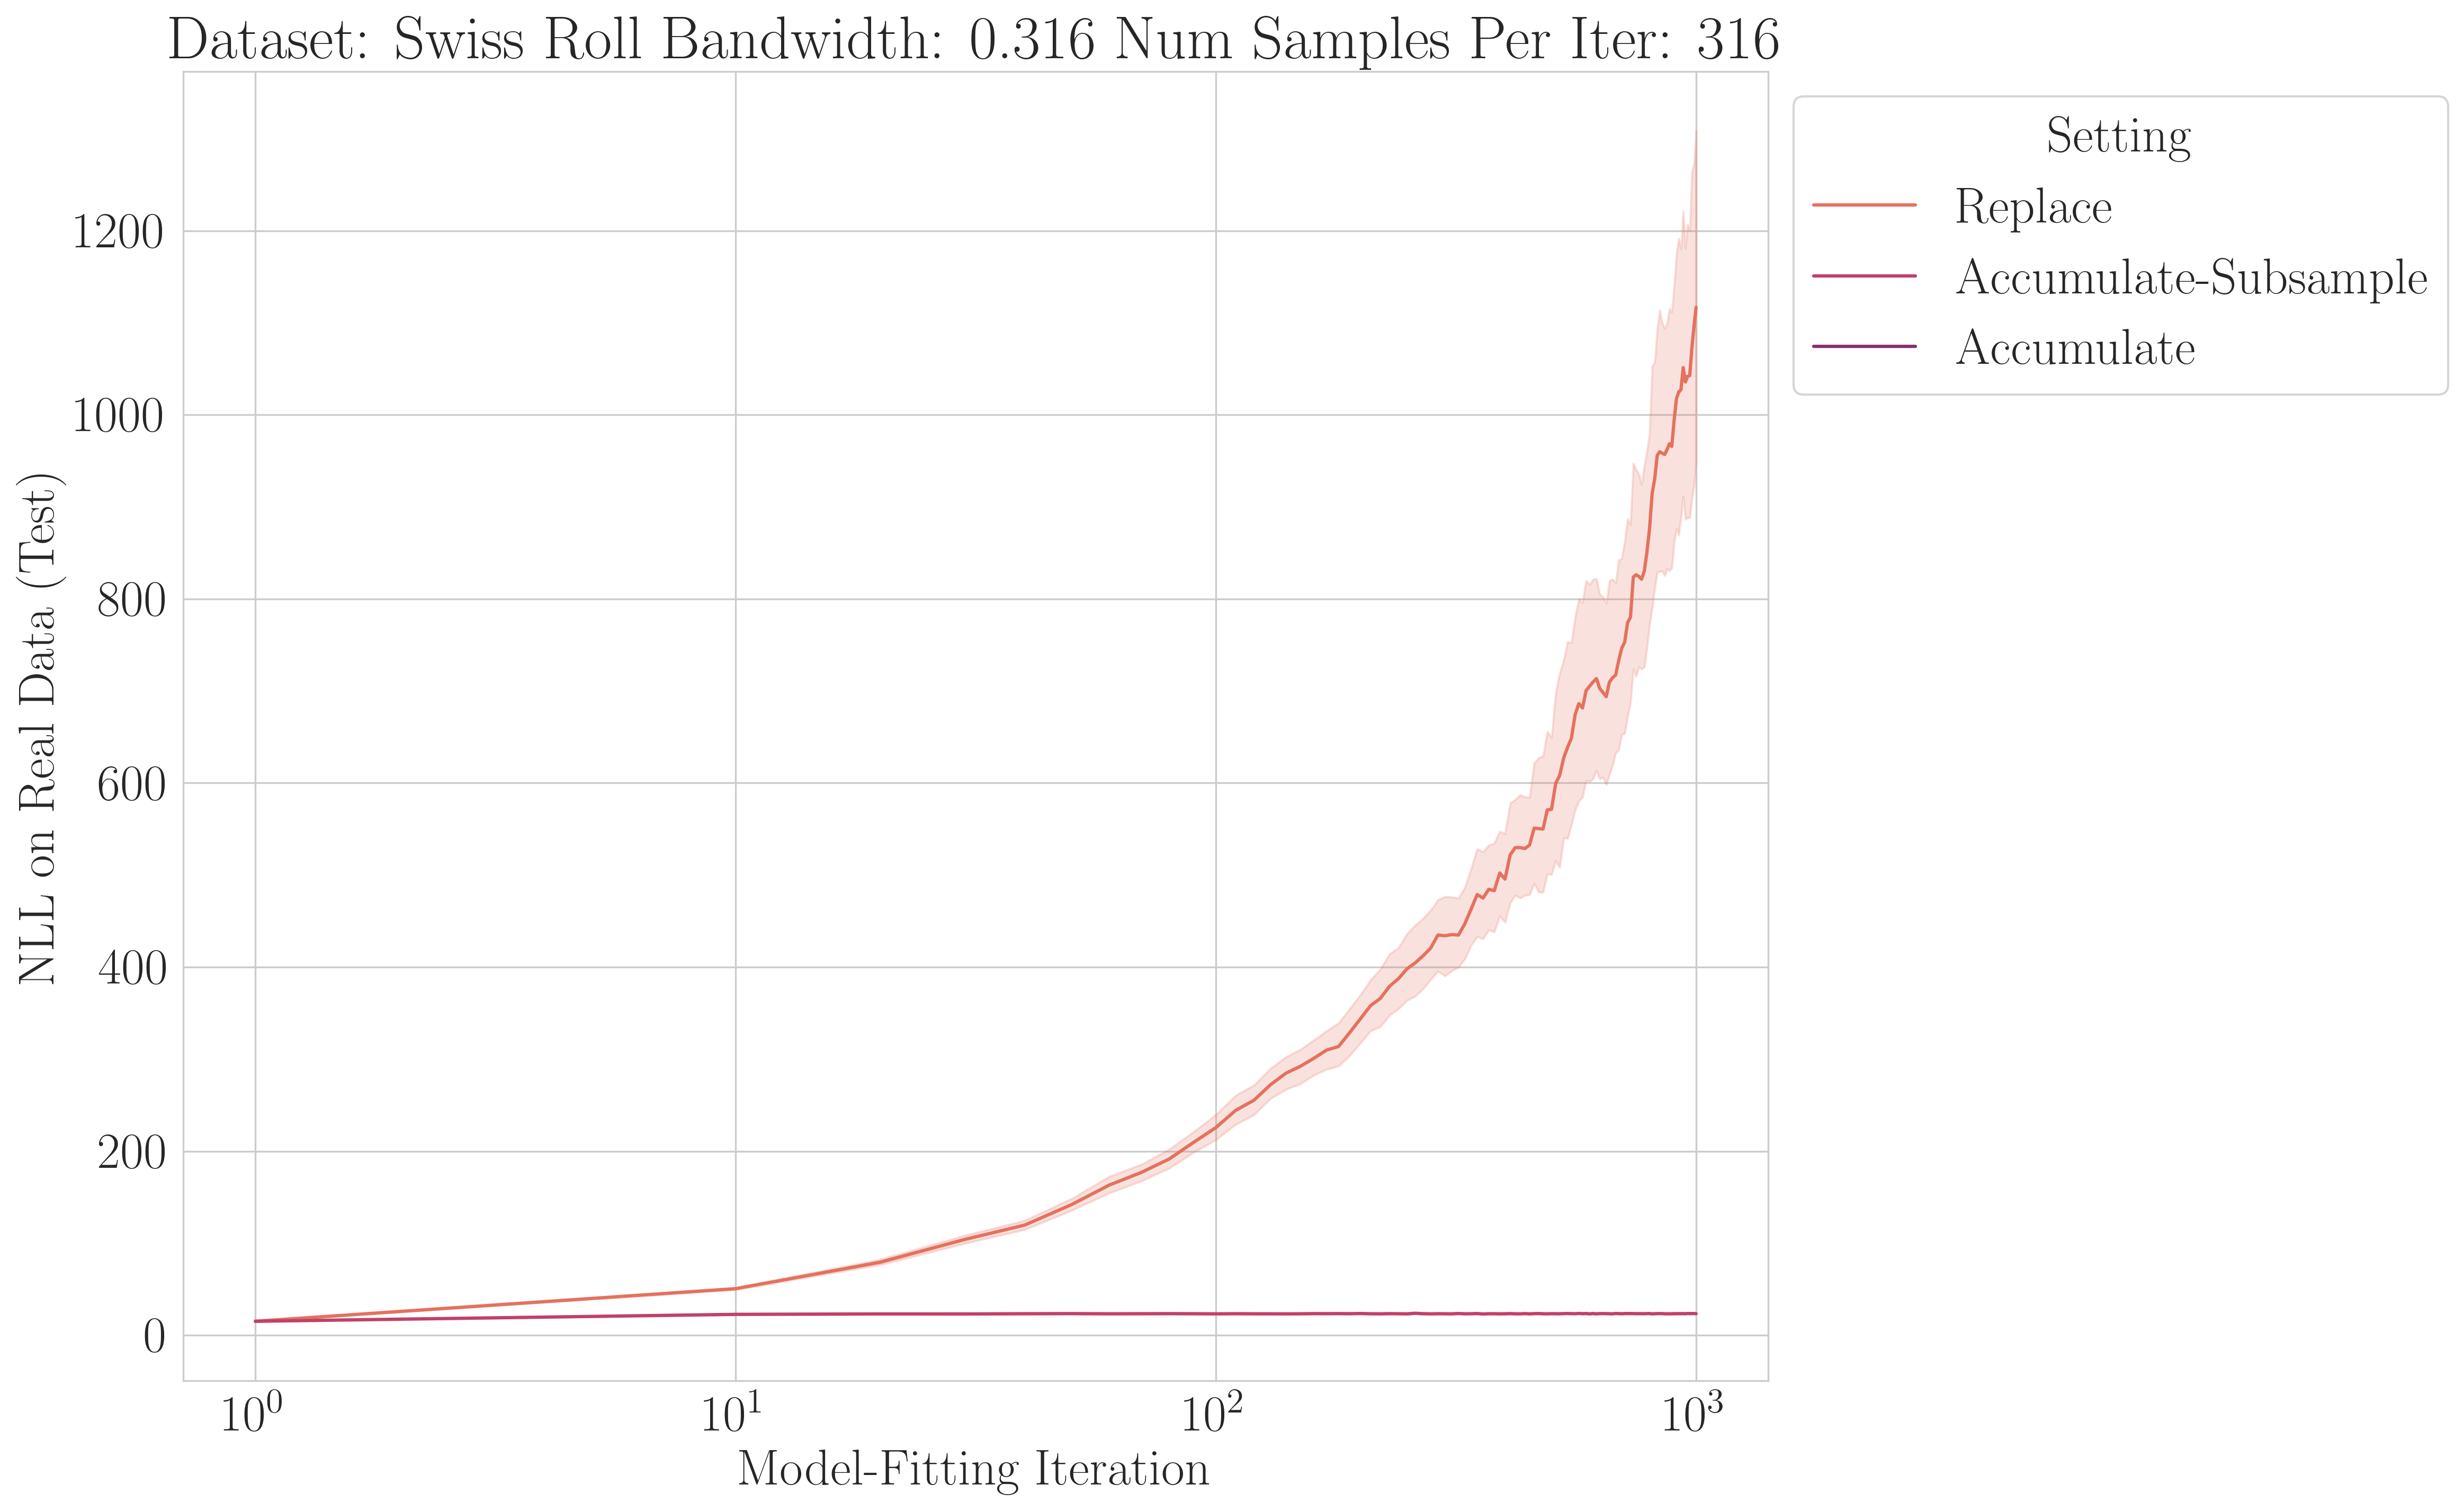 Dataset: Swiss Roll Bandwidth: 0.316 Num Samples Per Iter: 316
Setting
Replace
Accumulate-Subsample
Accumulate
NLL on Real Data (Test)
1200
1000
800
600
400
200
0
10^0 10^1 10^2 10^3
Model-Fitting Iteration